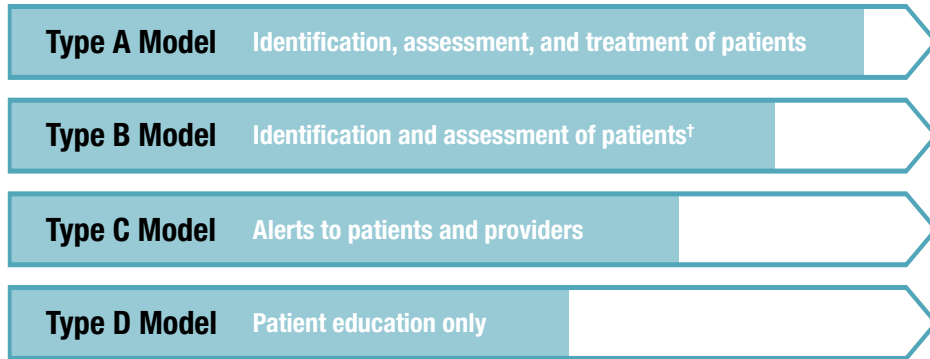 Type A Model Identification, assessment, and treatment of patients
Type B Model Identification and assessment of patients†
Type C Model Alerts to patients and providers
Type D Model Patient education only